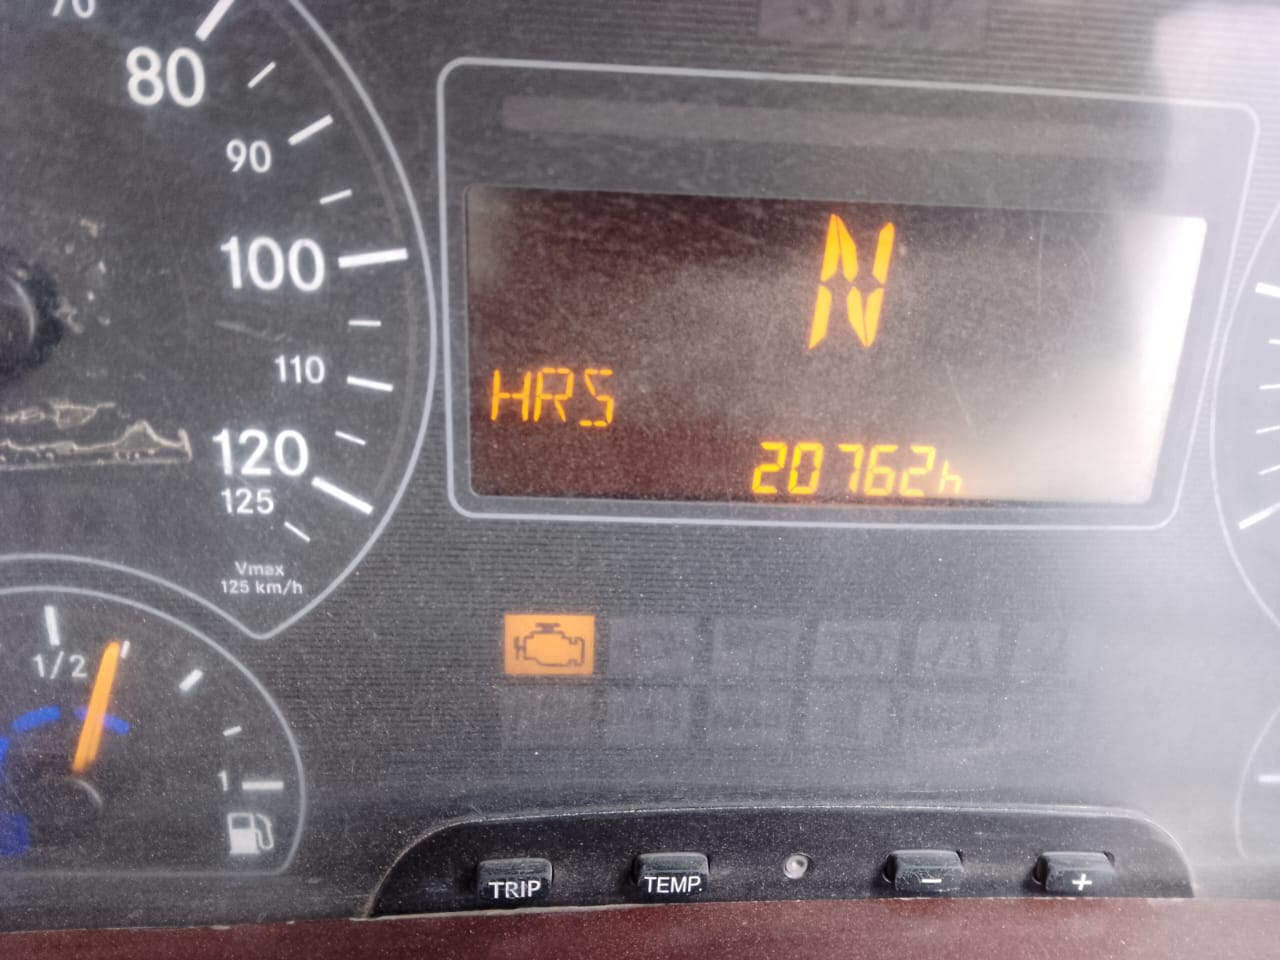 80
90
100
110
120
125
Vmax
125 km/h
N
HRS
20762h
1/2
1
TRIP
TEMP.
−
+